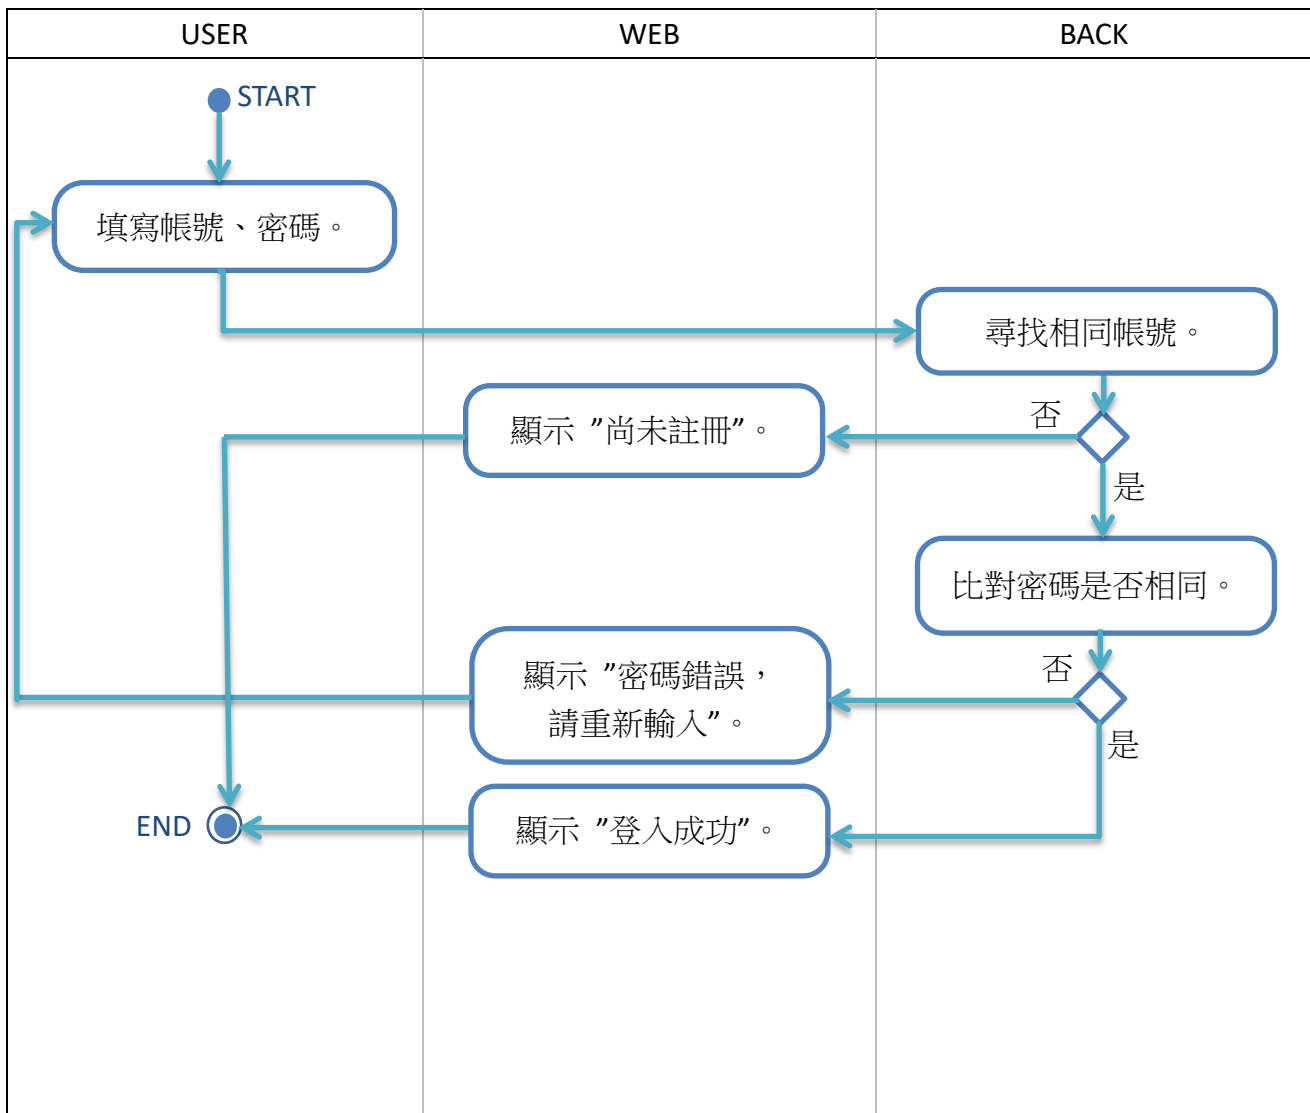 USER
WEB
BACK
START
填寫帳號、密碼。
尋找相同帳號。
否
顯示 ”尚未註冊”。
是
比對密碼是否相同。
否
顯示 ”密碼錯誤，
請重新輸入”。
是
END
顯示 ”登入成功”。